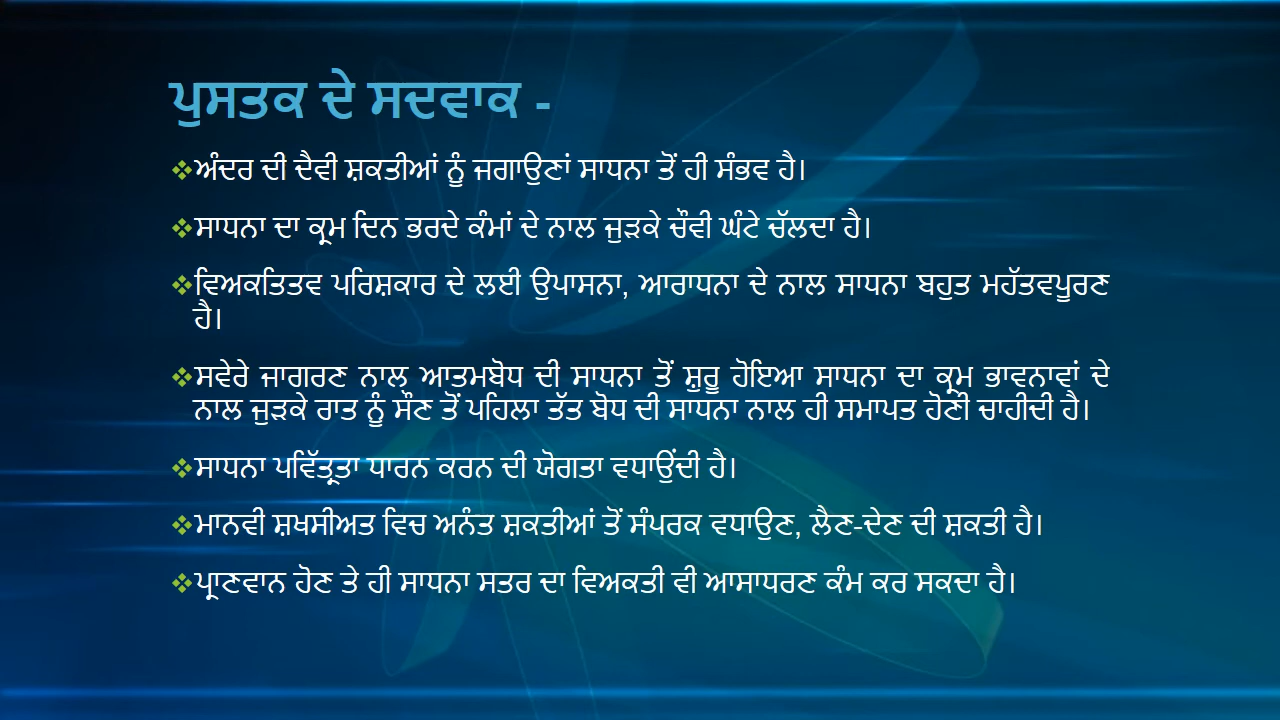 ਪੁਸਤਕ ਦੇ ਸਦਵਾਕ -
❖ਅੰਦਰ ਦੀ ਦੈਵੀ ਸ਼ਕਤੀਆਂ ਨੂੰ ਜਗਾਉਣਾਂ ਸਾਧਨਾ ਤੋਂ ਹੀ ਸੰਭਵ ਹੈ।
❖ਸਾਧਨਾ ਦਾ ਕ੍ਰਮ ਦਿਨ ਭਰਦੇ ਕੰਮਾਂ ਦੇ ਨਾਲ ਜੁੜਕੇ ਚੌਵੀ ਘੰਟੇ ਚੱਲਦਾ ਹੈ।
❖ਵਿਅਕਤਿਤਵ ਪਰਿਸ਼ਕਾਰ ਦੇ ਲਈ ਉਪਾਸਨਾ, ਆਰਾਧਨਾ ਦੇ ਨਾਲ ਸਾਧਨਾ ਬਹੁਤ ਮਹੱਤਵਪੂਰਣ
ਹੈ।
❖ਸਵੇਰੇ ਜਾਗਰਣ ਨਾਲ ਆਤਮਬੋਧ ਦੀ ਸਾਧਨਾ ਤੋਂ ਸ਼ੁਰੂ ਹੋਇਆ ਸਾਧਨਾ ਦਾ ਕ੍ਰਮ ਭਾਵਨਾਵਾਂ ਦੇ
ਨਾਲ ਜੁੜਕੇ ਰਾਤ ਨੂੰ ਸੌਣ ਤੋਂ ਪਹਿਲਾ ਤੱਤ ਬੋਧ ਦੀ ਸਾਧਨਾ ਨਾਲ ਹੀ ਸਮਾਪਤ ਹੋਣੀ ਚਾਹੀਦੀ ਹੈ।
❖ਸਾਧਨਾ ਪਵਿੱਤ੍ਰਤਾ ਧਾਰਨ ਕਰਨ ਦੀ ਯੋਗਤਾ ਵਧਾਉਂਦੀ ਹੈ।
❖ਮਾਨਵੀ ਸ਼ਖਸੀਅਤ ਵਿਚ ਅਨੰਤ ਸ਼ਕਤੀਆਂ ਤੋਂ ਸੰਪਰਕ ਵਧਾਉਣ, ਲੈਣ-ਦੇਣ ਦੀ ਸ਼ਕਤੀ ਹੈ।
❖ਪ੍ਰਾਣਵਾਨ ਹੋਣ ਤੇ ਹੀ ਸਾਧਨਾ ਸਤਰ ਦਾ ਵਿਅਕਤੀ ਵੀ ਆਸਾਧਰਣ ਕੰਮ ਕਰ ਸਕਦਾ ਹੈ।